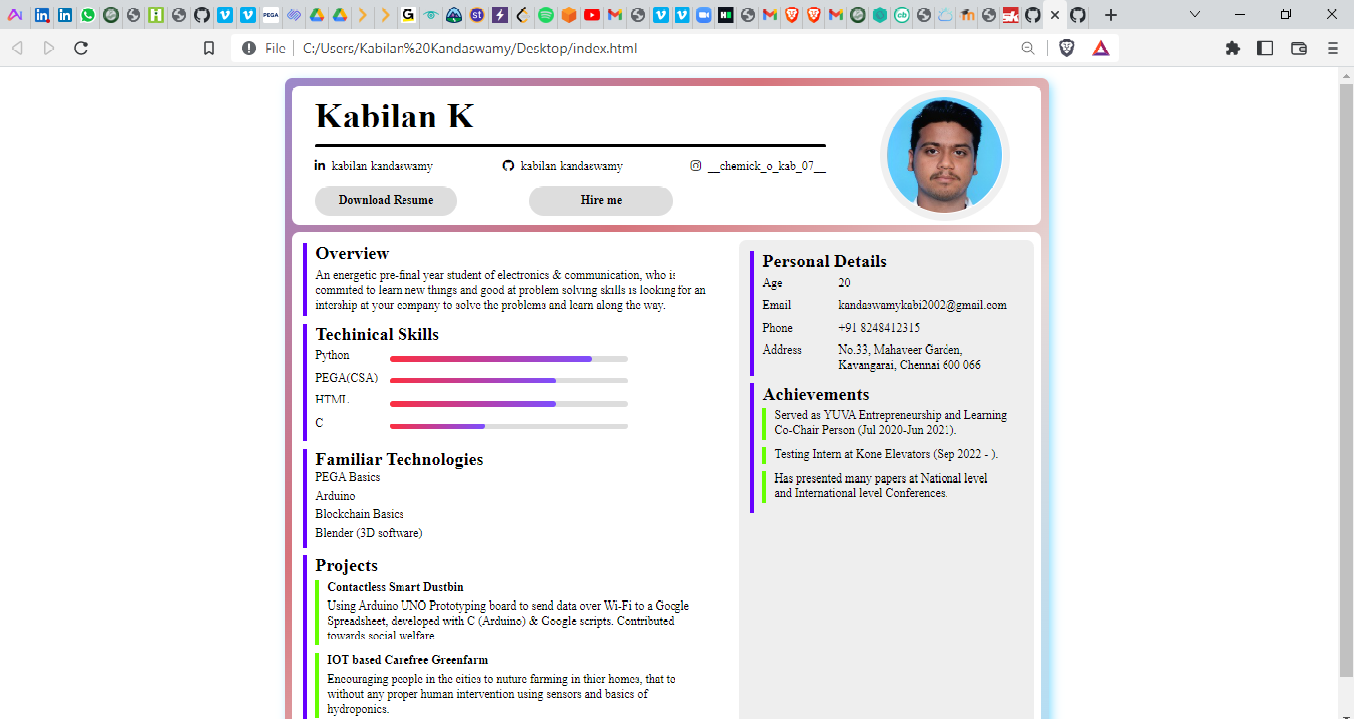 File
C:/Users/Kabilan%20Kandaswamy/Desktop/index.html
Kabilan K
kabilan kandaswamy
kabilan kandaswamy
__chemick_o_kab_07__
Download Resume
Hire me
Overview
An energetic pre-final year student of electronics & communication, who is
commited to learn new things and good at problem solving skills is looking for an
intership at your company to solve the problems and learn along the way.
Techinical Skills
Python
PEGA(CSA)
HTML
C
Familiar Technologies
PEGA Basics
Arduino
Blockchain Basics
Blender (3D software)
Projects
Contactless Smart Dustbin
Using Arduino UNO Prototyping board to send data over Wi-Fi to a Google
Spreadsheet, developed with C (Arduino) & Google scripts. Contributed
towards social welfare
IOT based Carefree Greenfarm
Encouraging people in the cities to nuture farming in thier homes, that to
without any proper human intervention using sensors and basics of
hydroponics.
Personal Details
Age 20
Email kandaswamykabi2002@gmail.com
Phone +91 8248412315
Address No.33, Mahaveer Garden,
Kavangarai, Chennai 600 066
Achievements
Served as YUVA Entrepreneurship and Learning
Co-Chair Person (Jul 2020-Jun 2021).
Testing Intern at Kone Elevators (Sep 2022 - ).
Has presented many papers at National level
and International level Conferences.